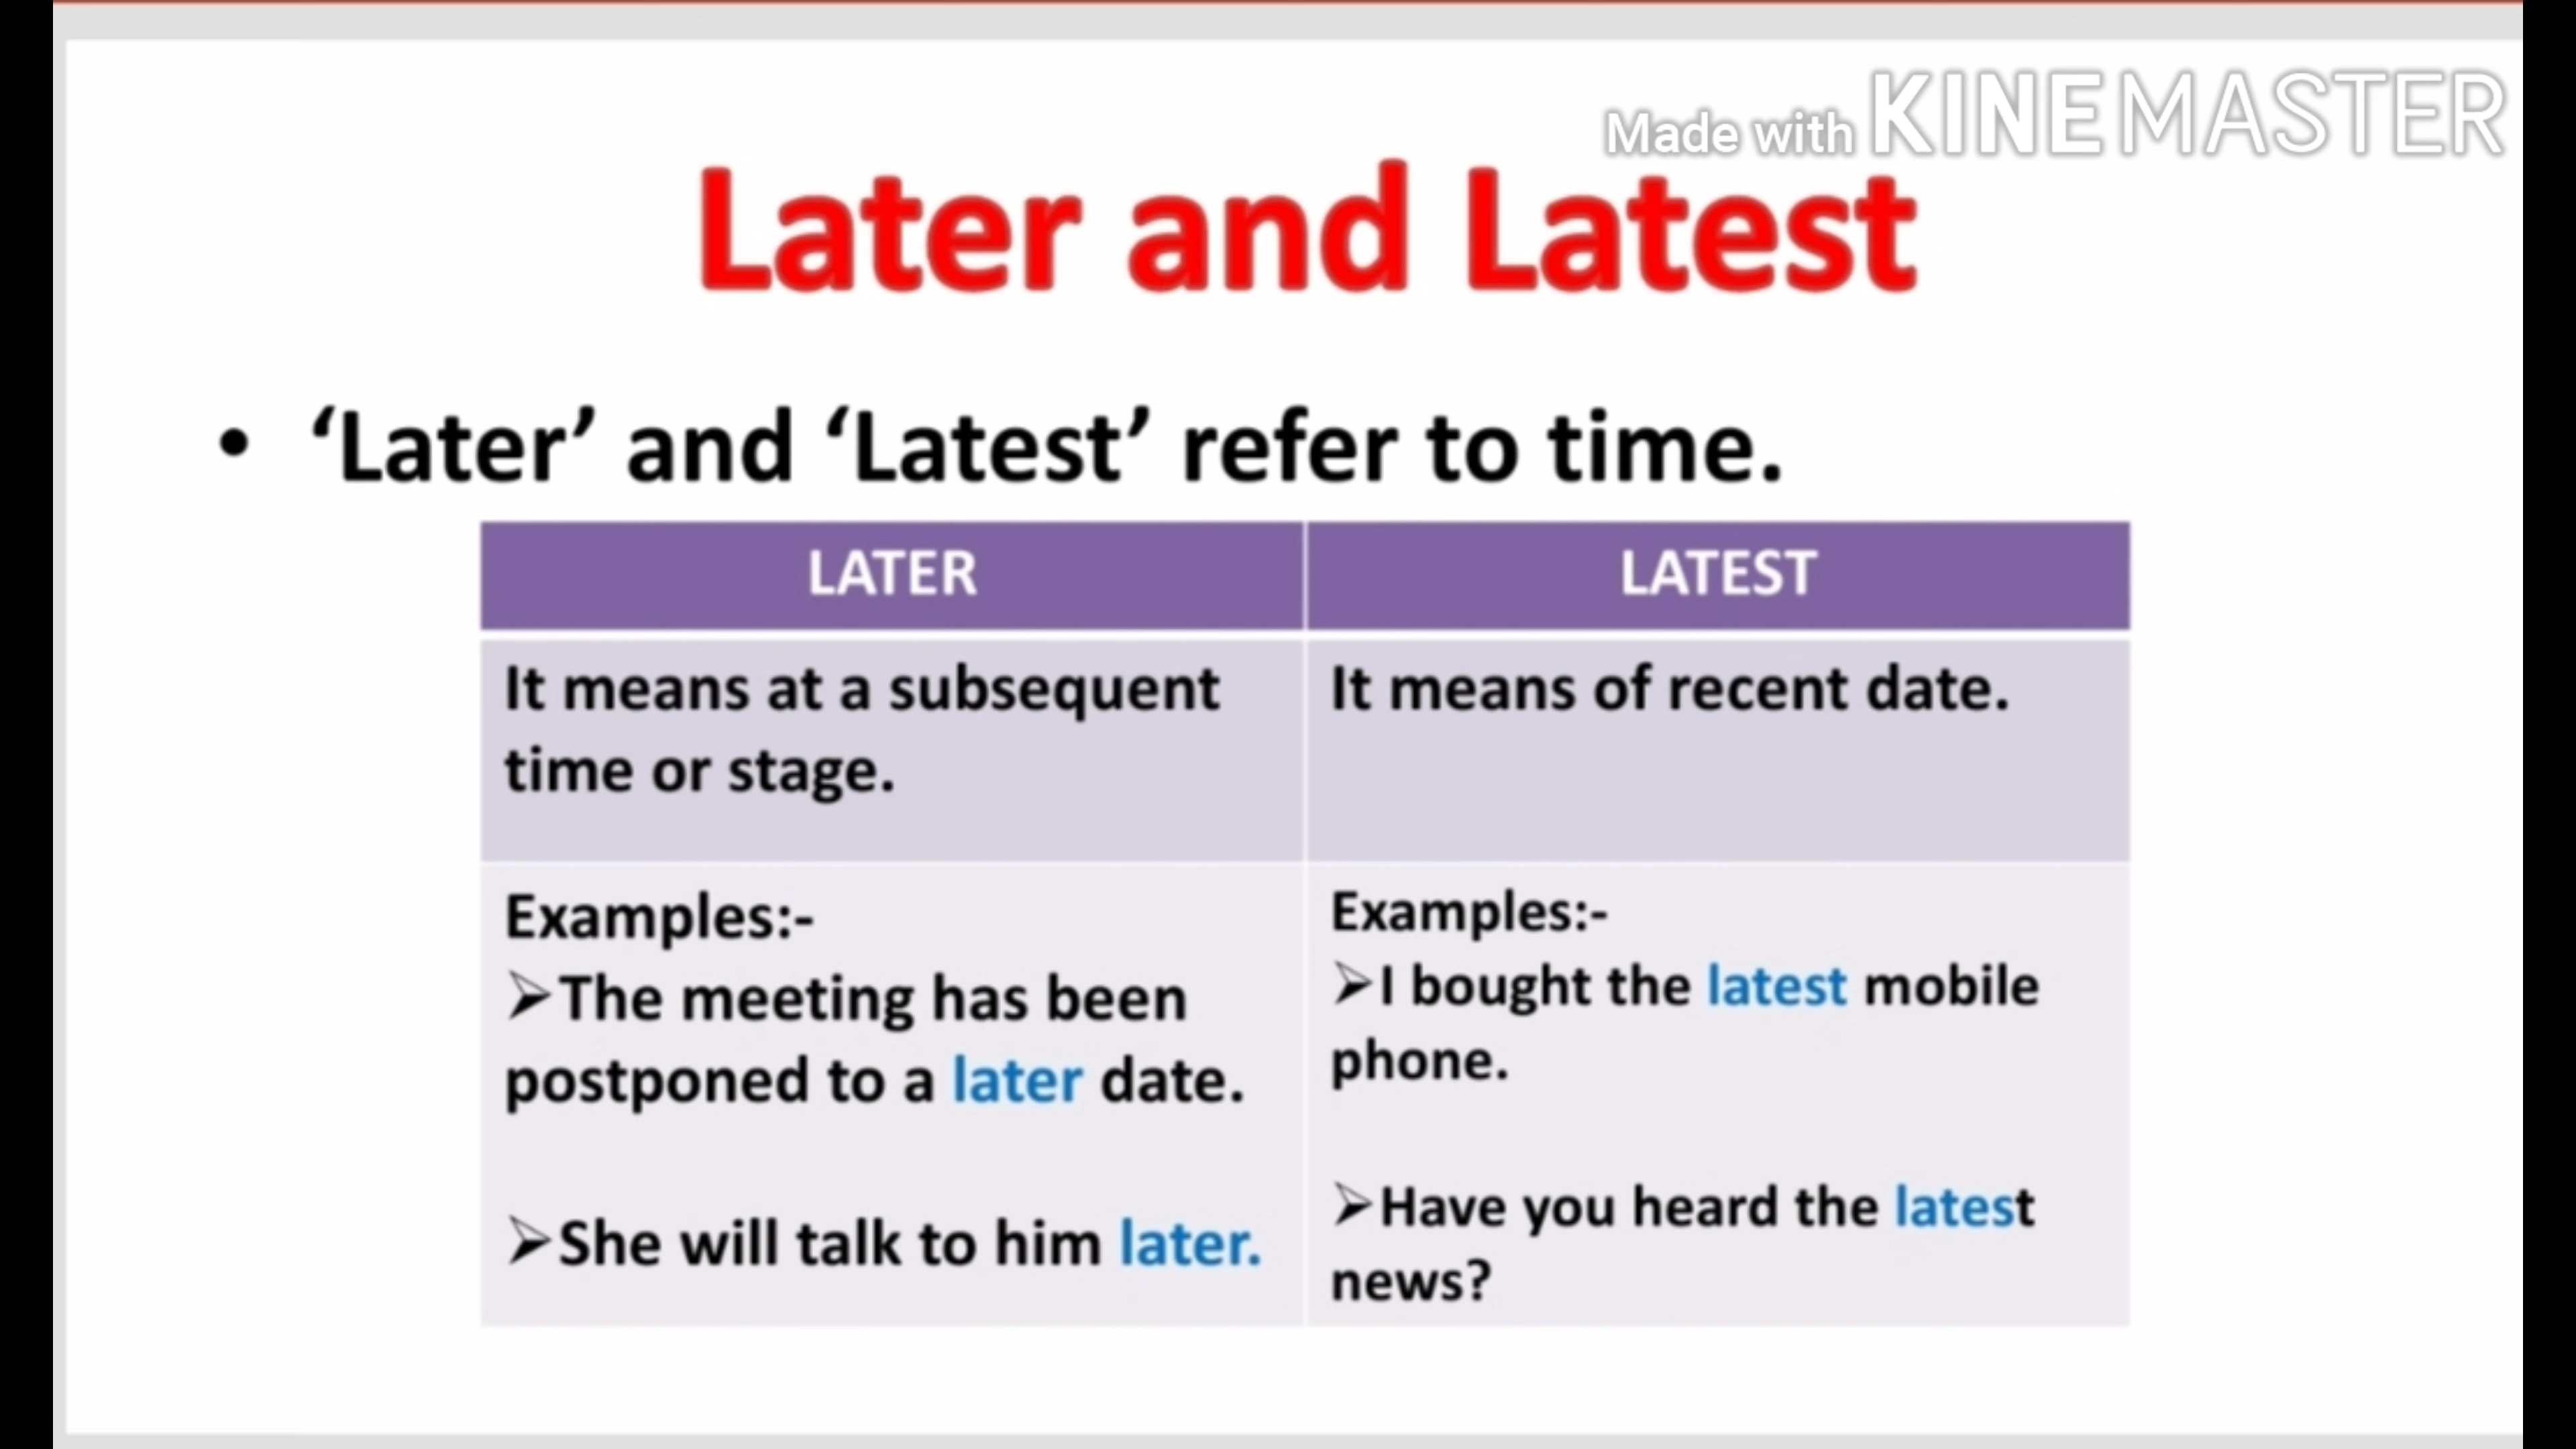 Made with KINEMASTER
Later and Latest
• ‘Later’ and ‘Latest’ refer to time.
LATER
It means at a subsequent
time or stage.
Examples:-
➢The meeting has been
postponed to a later date.
➢She will talk to him later.
LATEST
It means of recent date.
Examples:-
➢I bought the latest mobile
phone.
➢Have you heard the latest
news?